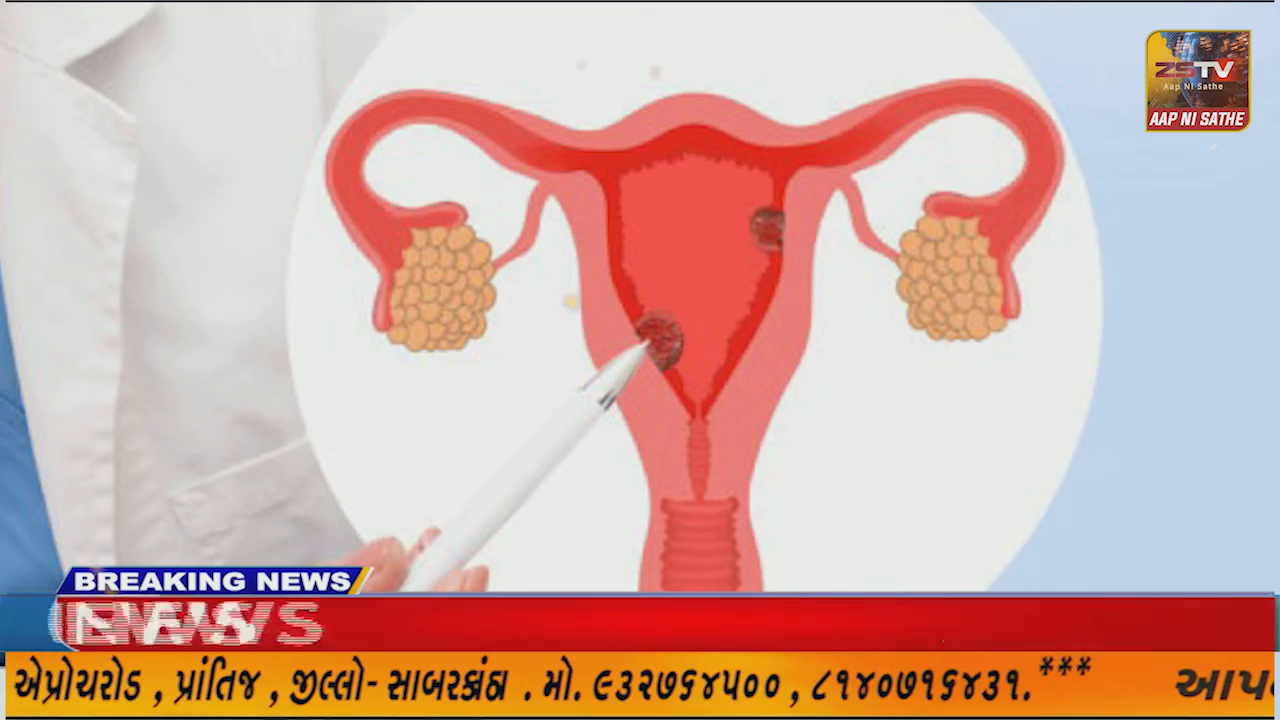 ZSTV
Aap Ni Sathe
AAP NI SATHE
BREAKING NEWS
NEWS
એપ્રોચરોડ , પ્રાંતિજ , જીલ્લો- સાબરકાંઠા . મો. ૯૩૨૭૬૪૫૦૦ , ૮૧૪૦૭૧૬૪૩૧.***